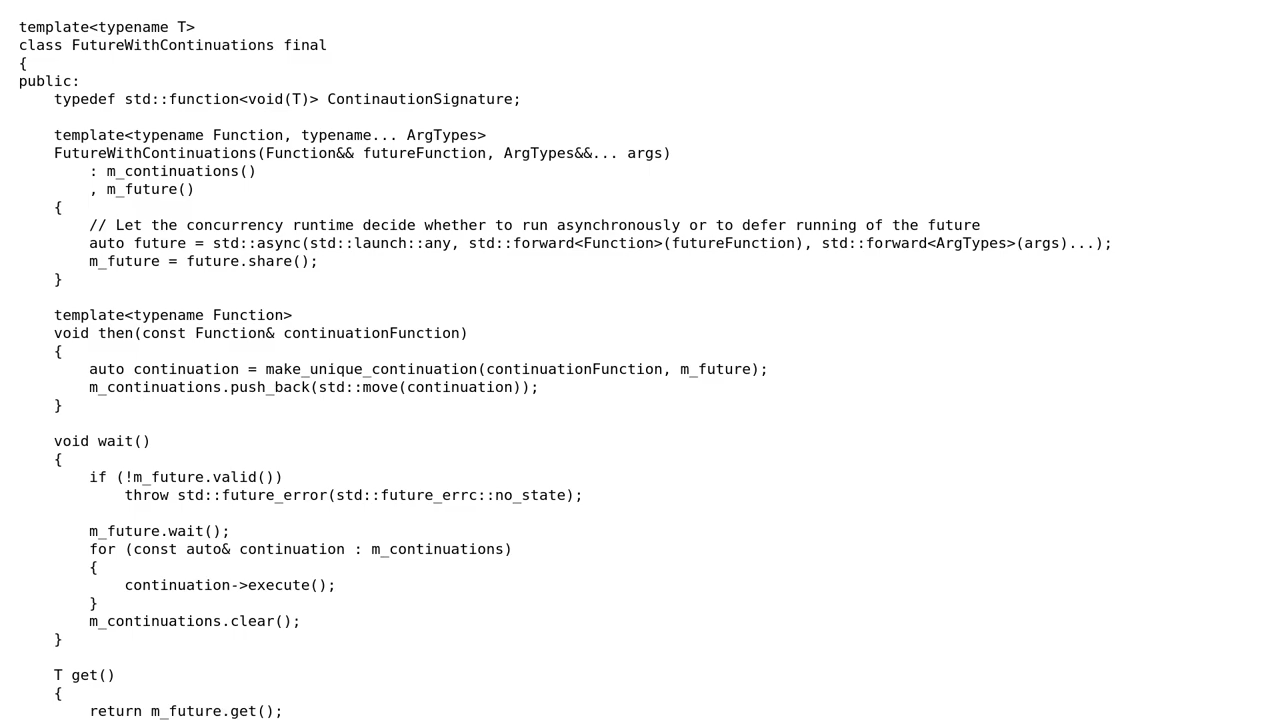 template<typename T>
class FutureWithContinuations final
{
public:
    typedef std::function<void(T)> ContinautionSignature;

    template<typename Function, typename... ArgTypes>
    FutureWithContinuations(Function&& futureFunction, ArgTypes&&... args)
        : m_continuations()
        , m_future()
    {
        // Let the concurrency runtime decide whether to run asynchronously or to defer running of the future
        auto future = std::async(std::launch::any, std::forward<Function>(futureFunction), std::forward<ArgTypes>(args)...);
        m_future = future.share();
    }

    template<typename Function>
    void then(const Function& continuationFunction)
    {
        auto continuation = make_unique_continuation(continuationFunction, m_future);
        m_continuations.push_back(std::move(continuation));
    }

    void wait()
    {
        if (!m_future.valid())
            throw std::future_error(std::future_errc::no_state);

        m_future.wait();
        for (const auto& continuation : m_continuations)
        {
            continuation->execute();
        }
        m_continuations.clear();
    }

    T get()
    {
        return m_future.get();